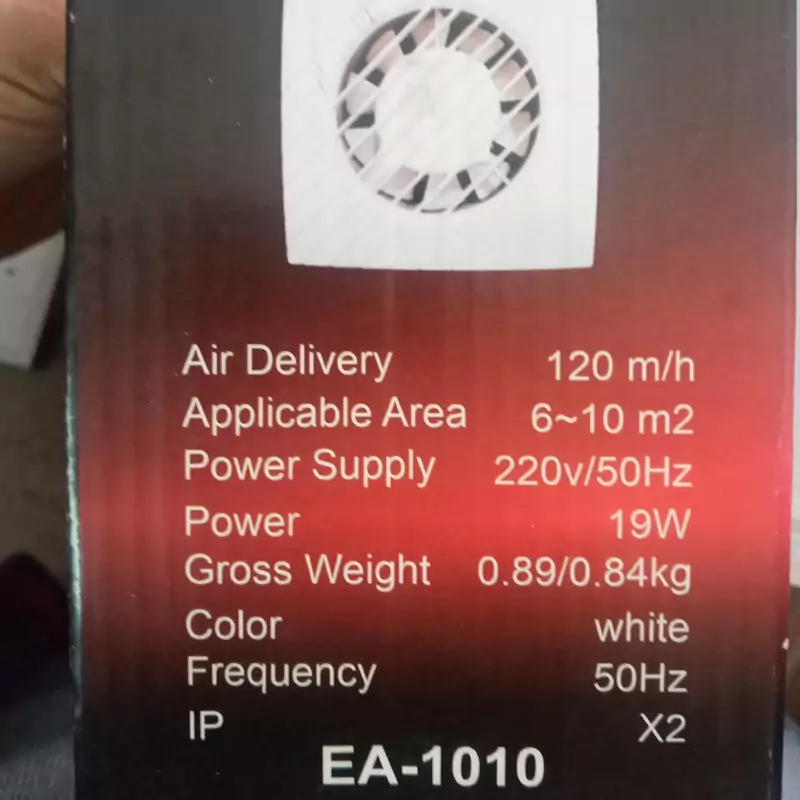 Air Delivery 120 m/h
Applicable Area 6~10 m2
Power Supply 220v/50Hz
Power 19W
Gross Weight 0.89/0.84kg
Color white
Frequency 50Hz
IP X2
EA-1010